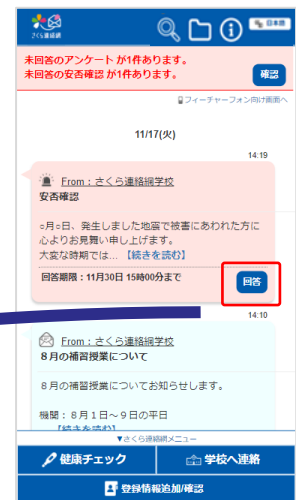 さくら連絡網
日本語
未回答のアンケート が1件あります。
未回答の安否確認 が1件あります。
確認
フィーチャーフォン向け画面へ
11/17(火)
14:19
From：さくら連絡網学校
安否確認
○月○日、発生しました地震で被害にあわれた方に
心よりお見舞い申し上げます。
大変な時期では…【続きを読む】
回答期限：11月30日 15時00分まで
回答
14:10
From：さくら連絡網学校
８月の補習授業について
８月の補習授業についてお知らせします。
機関：８月１日～９日の平日
【続きを読む】
▼さくら連絡網メニュー
健康チェック
学校へ連絡
登録情報追加/確認